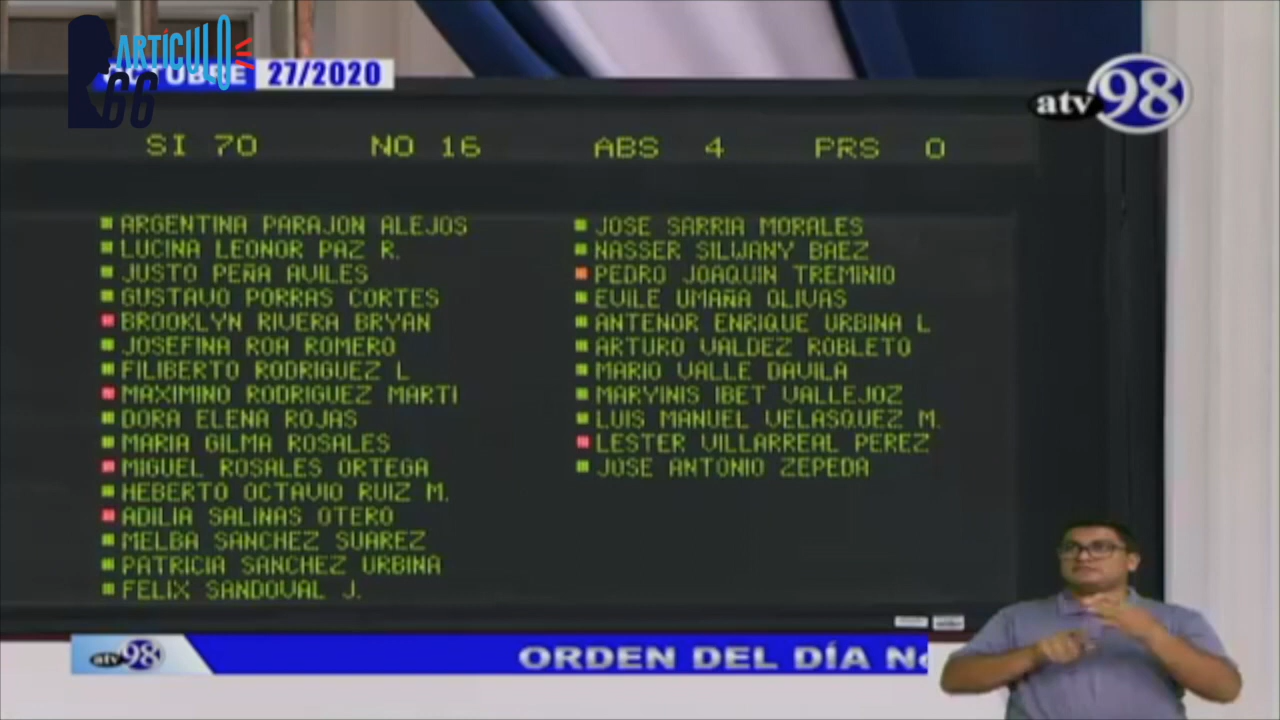 ARTÍCULO
66
OCTUBRE 27/2020
atv 98
SI 70 NO 16 ABS 4 PRS 0
ARGENTINA PARAJON ALEJOS
LUCINA LEONOR PAZ R.
JUSTO PEÑA AVILES
GUSTAVO PORRAS CORTES
BROOKLYN RIVERA BRYAN
JOSEFINA ROA ROMERO
FILIBERTO RODRIGUEZ L
MAXIMINO RODRIGUEZ MARTI
DORA ELENA ROJAS
MARIA GILMA ROSALES
MIGUEL ROSALES ORTEGA
HEBERTO OCTAVIO RUIZ M.
ADILIA SALINAS OTERO
MELBA SANCHEZ SUAREZ
PATRICIA SANCHEZ URBINA
FELIX SANDOVAL J.
JOSE SARRIA MORALES
NASSER SILWANY BAEZ
PEDRO JOAQUIN TREMINIO
EVILE UMAÑA OLIVAS
ANTENOR ENRIQUE URBINA L
ARTURO VALDEZ ROBLETO
MARIO VALLE DAVILA
MARYINIS IBET VALLEJOZ
LUIS MANUEL VELASQUEZ M.
LESTER VILLARREAL PEREZ
JOSE ANTONIO ZEPEDA
atv 98
ORDEN DEL DÍA No